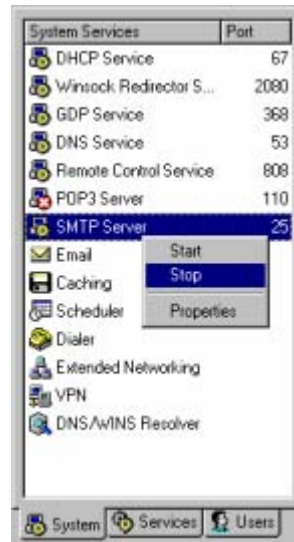 System Services Port
DHCP Service 67
Winsock Redirector S... 2080
GDP Service 368
DNS Service 53
Remote Control Service 808
POP3 Server 110
SMTP Server 25
Email
Start
Caching
Stop
Scheduler
Properties
Dialer
Extended Networking
VPN
DNS/WINS Resolver
System Services Users